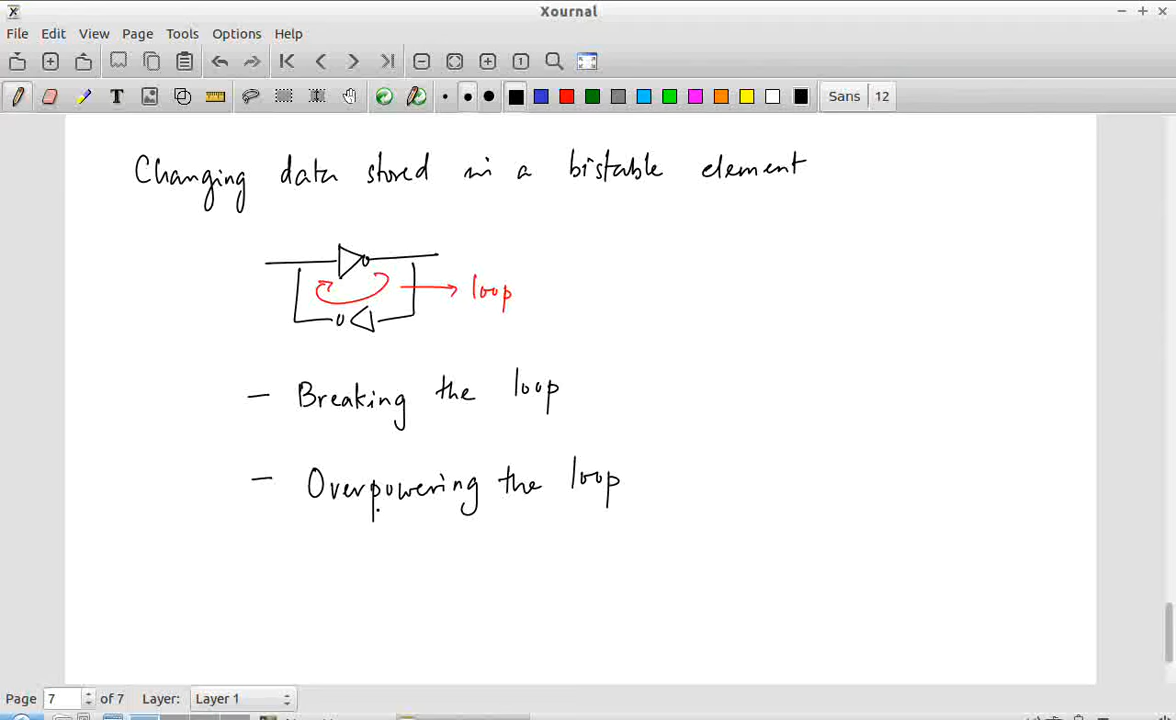 Xournal
File Edit View Page Tools Options Help
Sans 12
Changing data stored in a bistable element
loop
- Breaking the loop
- Overpowering the loop
Page 7 of 7 Layer: Layer 1